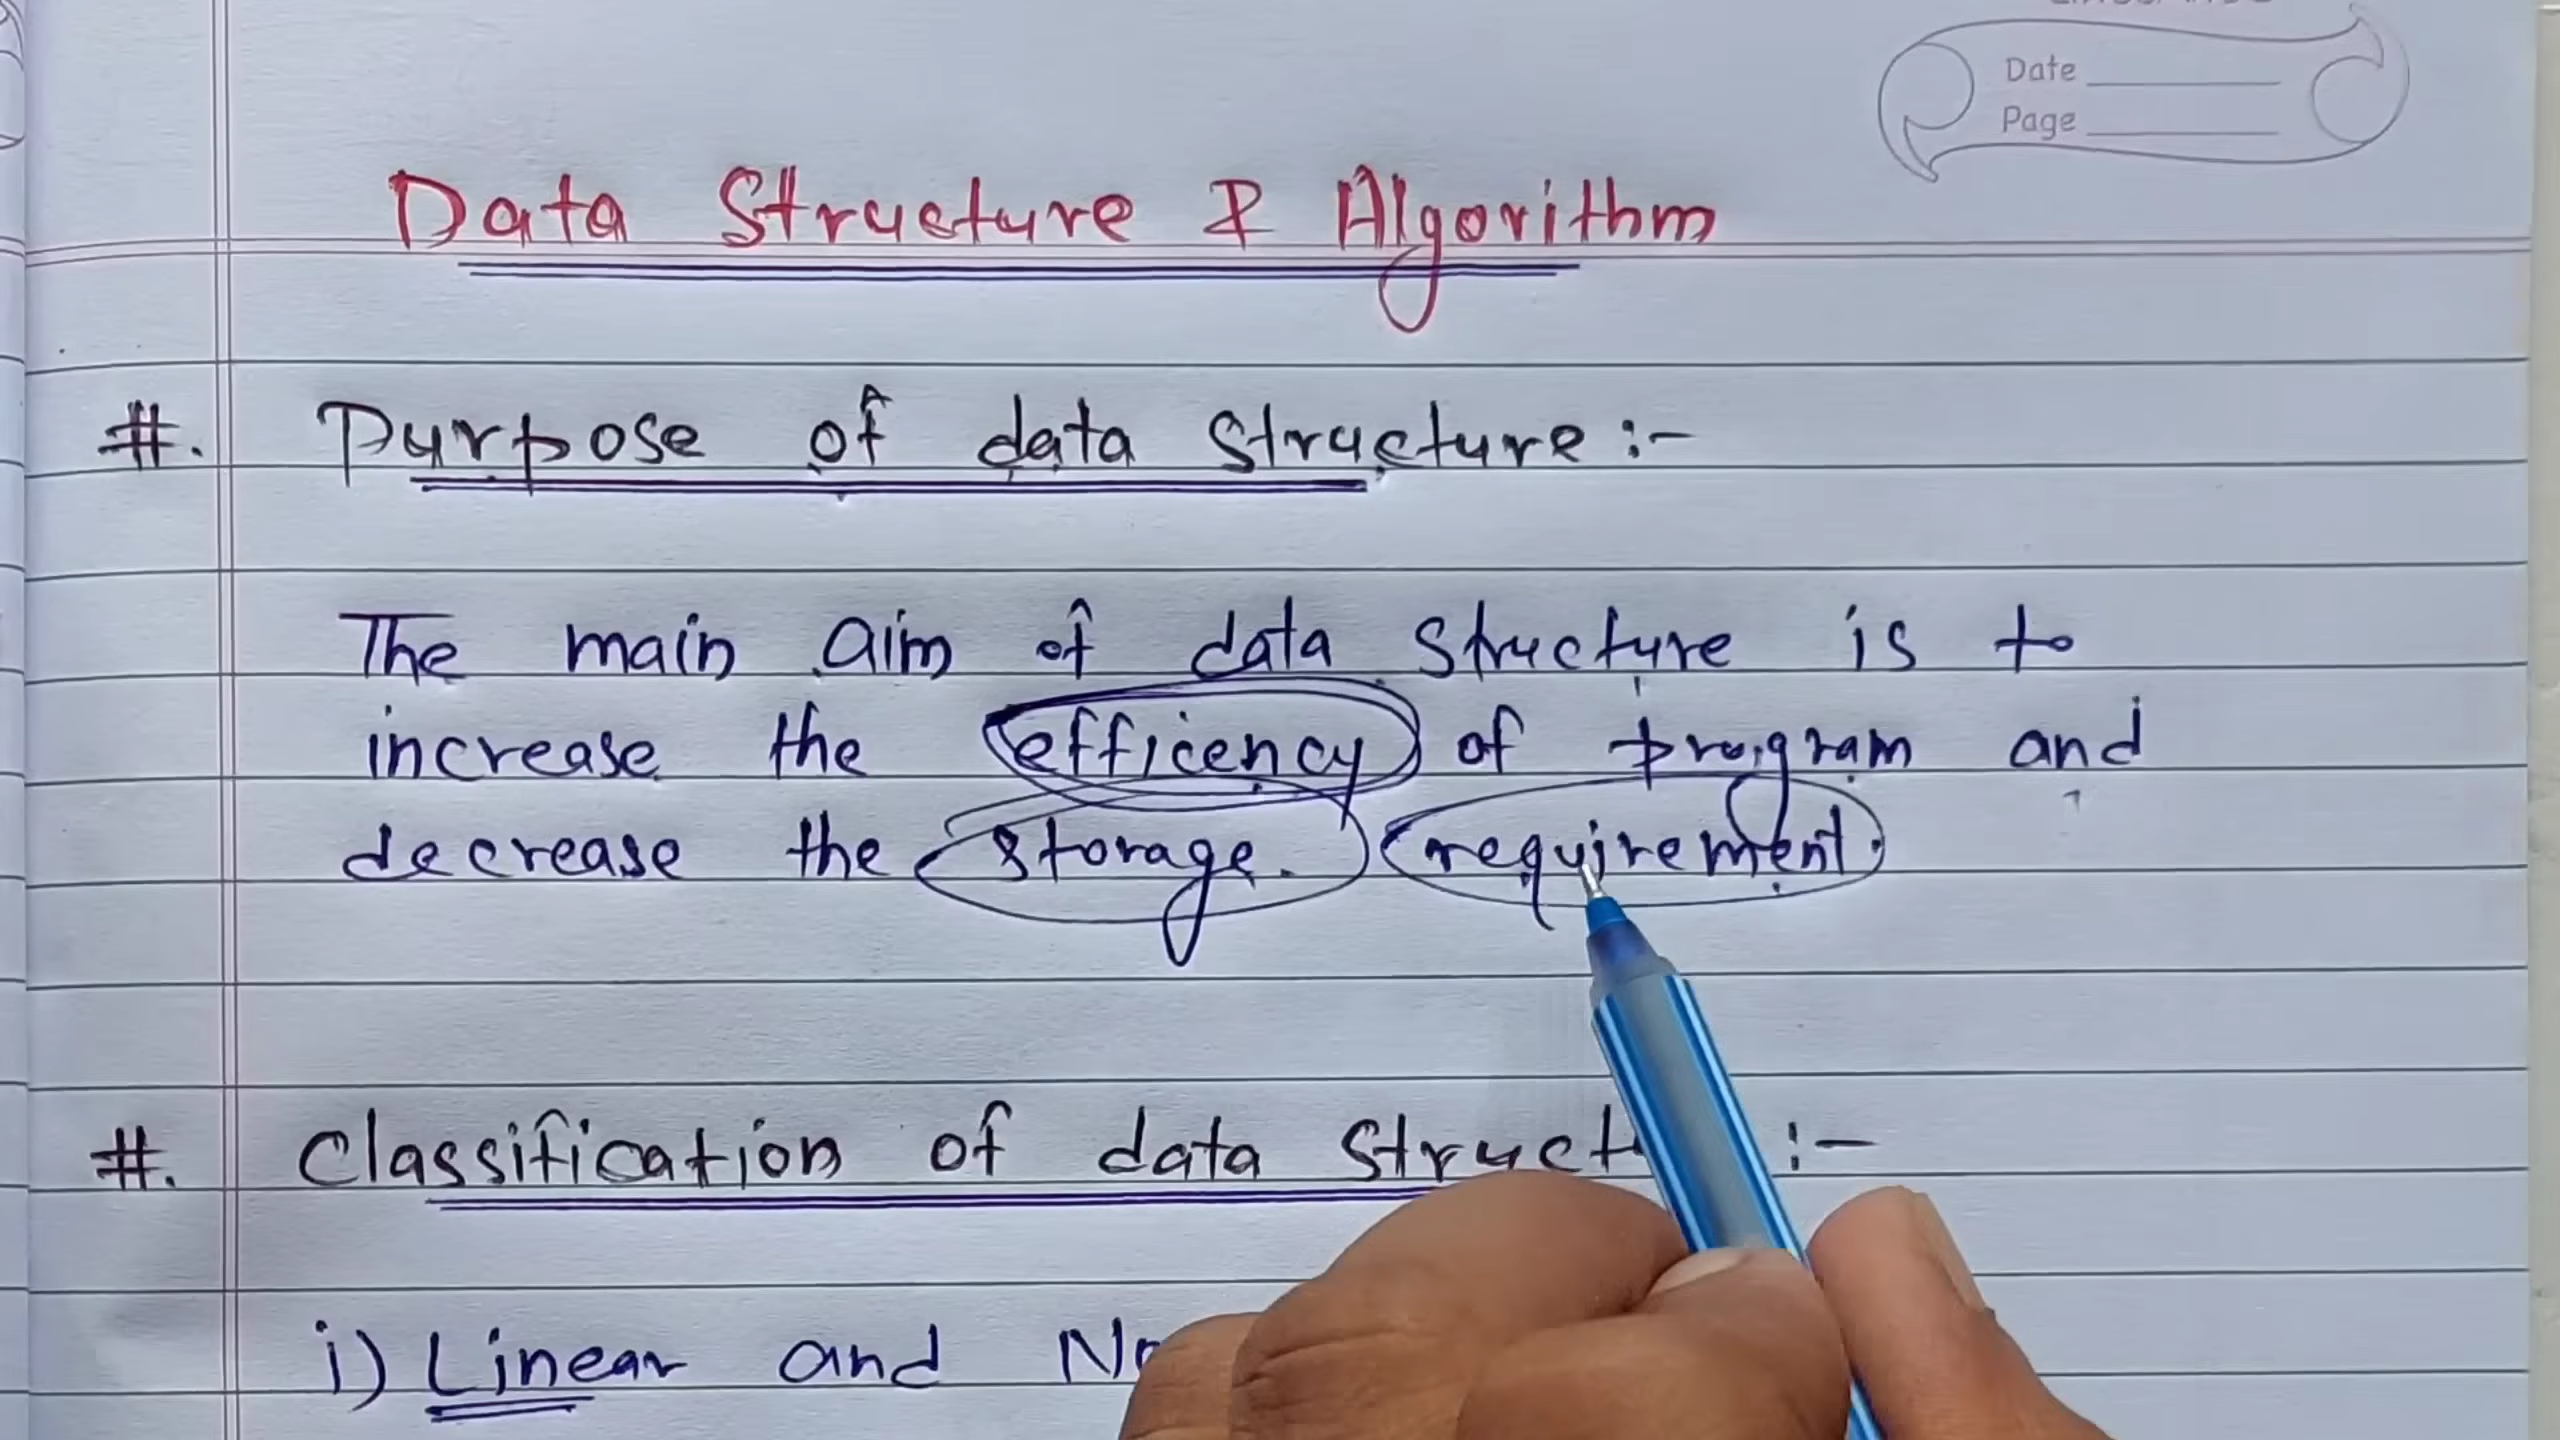 Date
Page
Data Structure & Algorithm
#. Purpose of data structure :-
The main aim of data structure is to
increase the efficency of program and
decrease the storage requirement.
#. Classification of data struct :-
i) Linear and